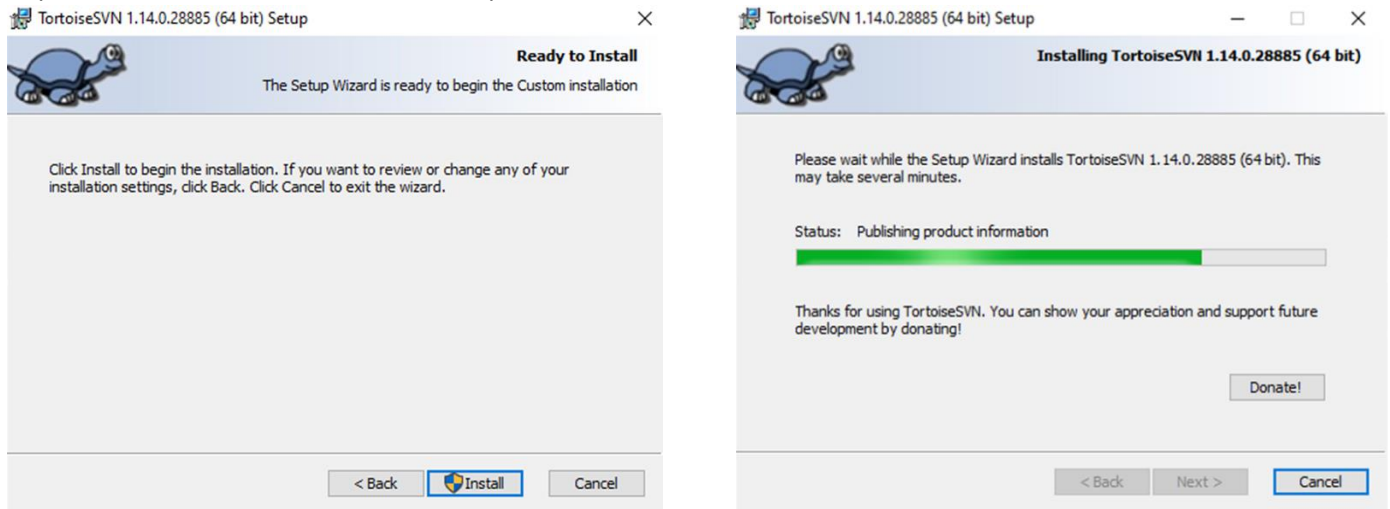 TortoiseSVN 1.14.0.28885 (64 bit) Setup
Ready to Install
The Setup Wizard is ready to begin the Custom installation
Click Install to begin the installation. If you want to review or change any of your
installation settings, click Back. Click Cancel to exit the wizard.
< Back
Install
Cancel
TortoiseSVN 1.14.0.28885 (64 bit) Setup
Installing TortoiseSVN 1.14.0.28885 (64 bit)
Please wait while the Setup Wizard installs TortoiseSVN 1.14.0.28885 (64 bit). This
may take several minutes.
Status: Publishing product information
Thanks for using TortoiseSVN. You can show your appreciation and support future
development by donating!
Donate!
< Back
Next >
Cancel